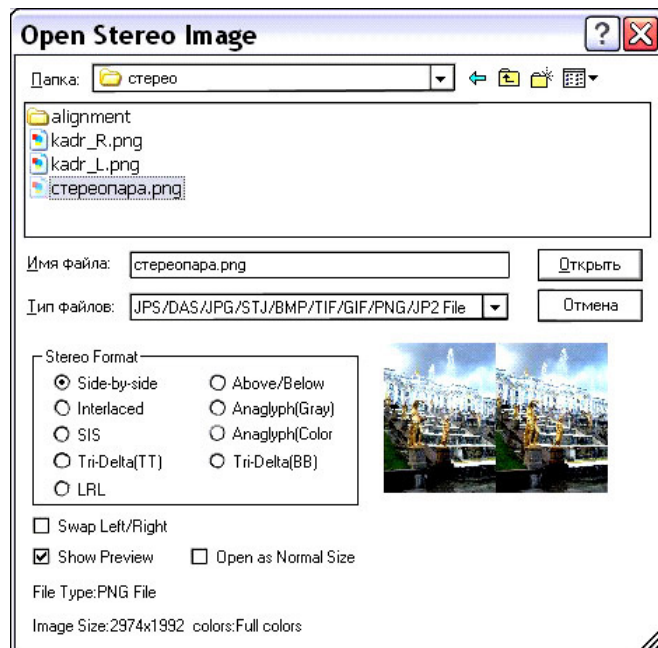 Open Stereo Image
Папка: стерео
alignment
kadr_R.png
kadr_L.png
стереопара.png
Имя файла: стереопара.png Открыть
Тип файлов: JPS/DAS/JPG/STJ/BMP/TIF/GIF/PNG/JP2 File Отмена
Stereo Format
Side-by-side Above/Below
Interlaced Anaglyph(Gray)
SIS Anaglyph(Color
Tri-Delta(TT) Tri-Delta(BB)
LRL
Swap Left/Right
Show Preview Open as Normal Size
File Type:PNG File
Image Size:2974x1992 colors:Full colors